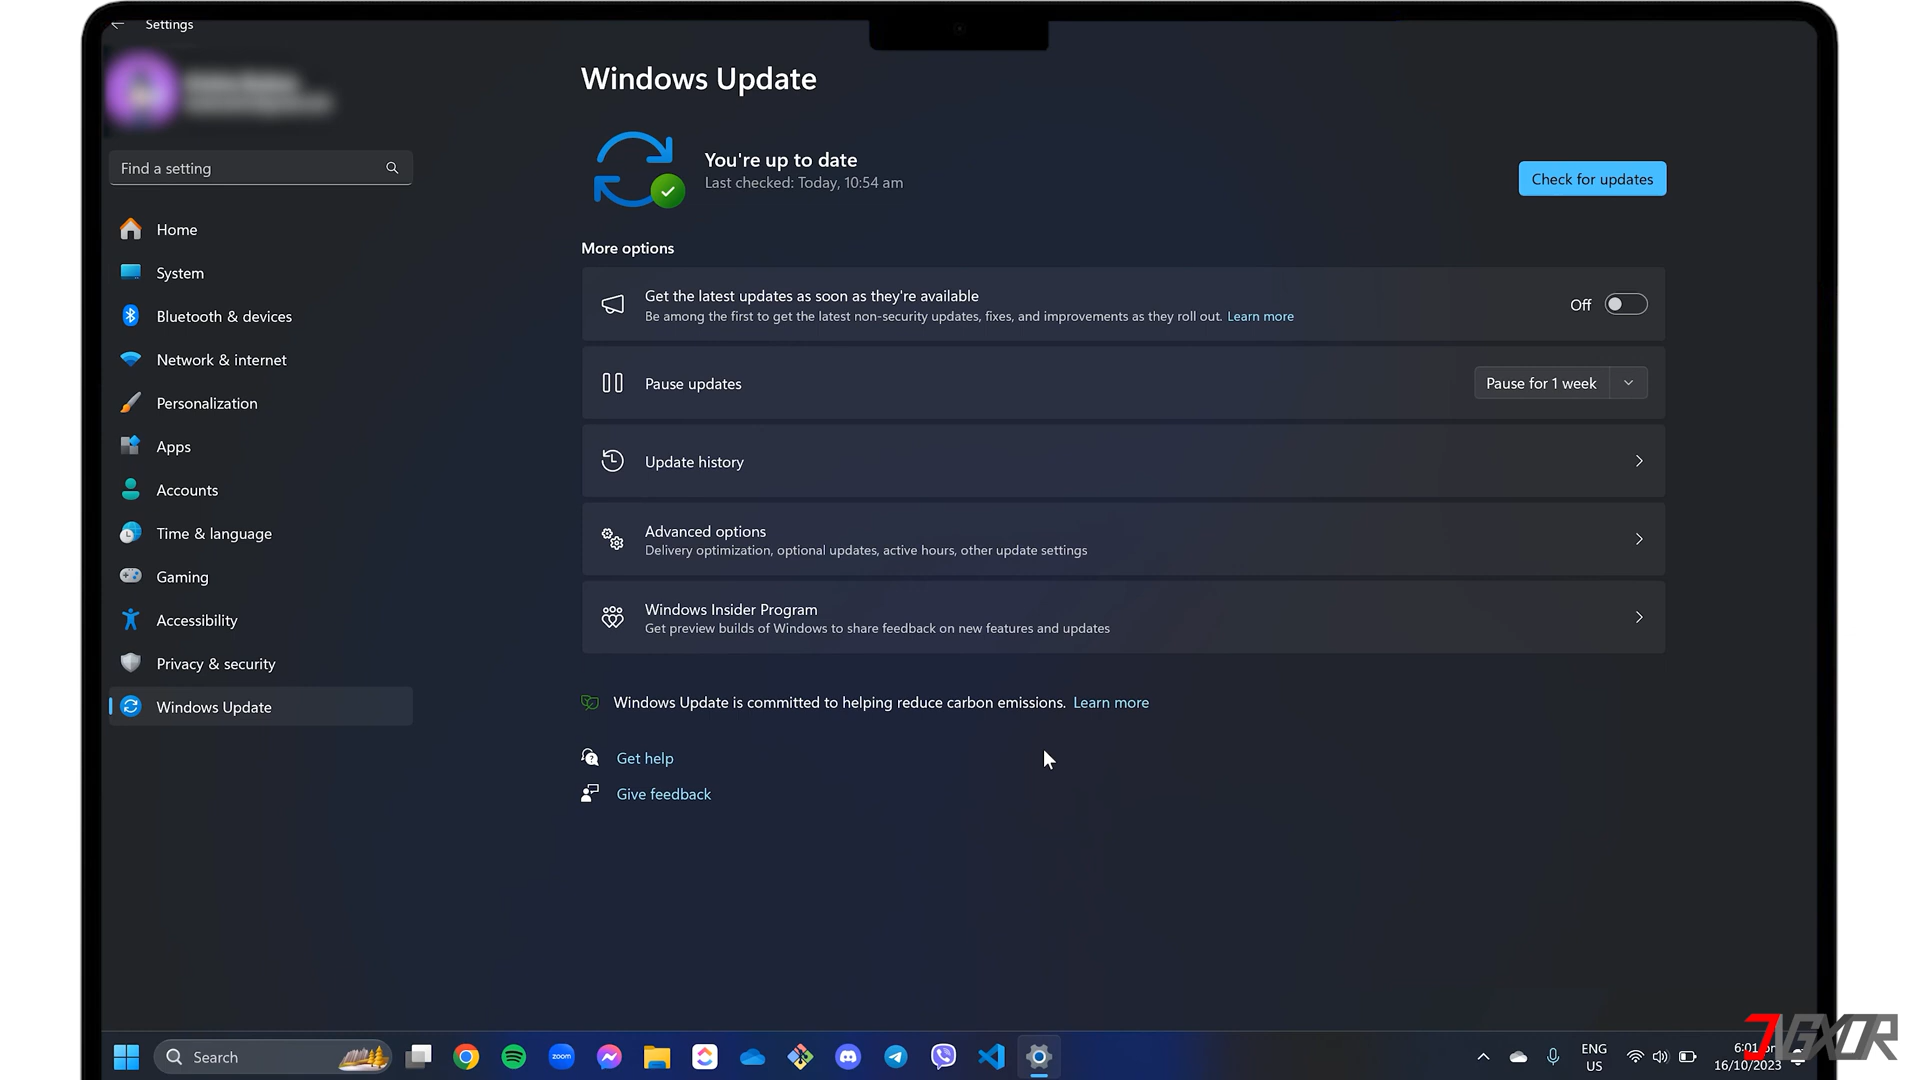 Settings
Windows Update
You're up to date
Last checked: Today, 10:54 am
Check for updates
Find a setting
Home
System
Bluetooth & devices
Network & internet
Personalization
Apps
Accounts
Time & language
Gaming
Accessibility
Privacy & security
Windows Update
More options
Get the latest updates as soon as they're available
Be among the first to get the latest non-security updates, fixes, and improvements as they roll out. Learn more
Off
Pause updates
Pause for 1 week
Update history
Advanced options
Delivery optimization, optional updates, active hours, other update settings
Windows Insider Program
Get preview builds of Windows to share feedback on new features and updates
Windows Update is committed to helping reduce carbon emissions. Learn more
Get help
Give feedback
Search
zoom
ENG
US
6:01
16/10/2023